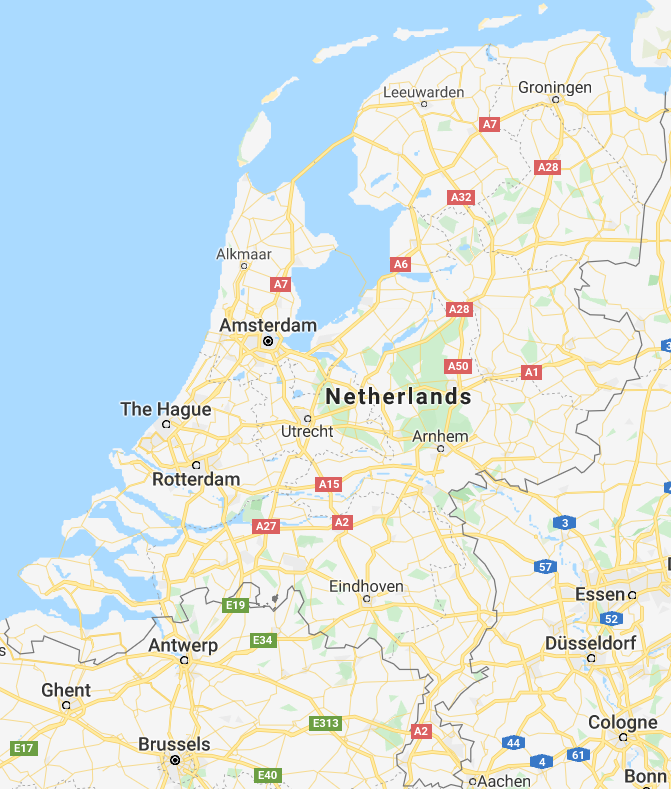 Leeuwarden
Groningen
A7
A28
A32
Alkmaar
A6
A7
A28
Amsterdam
A50
A1
Netherlands
The Hague
Utrecht
Arnhem
Rotterdam
A15
A27
A2
3
57
Eindhoven
Essen
E19
52
E34
Antwerp
Düsseldorf
Ghent
E313
Cologne
A2
Brussels
44
E17
61
4
E40
Aachen
Bonn